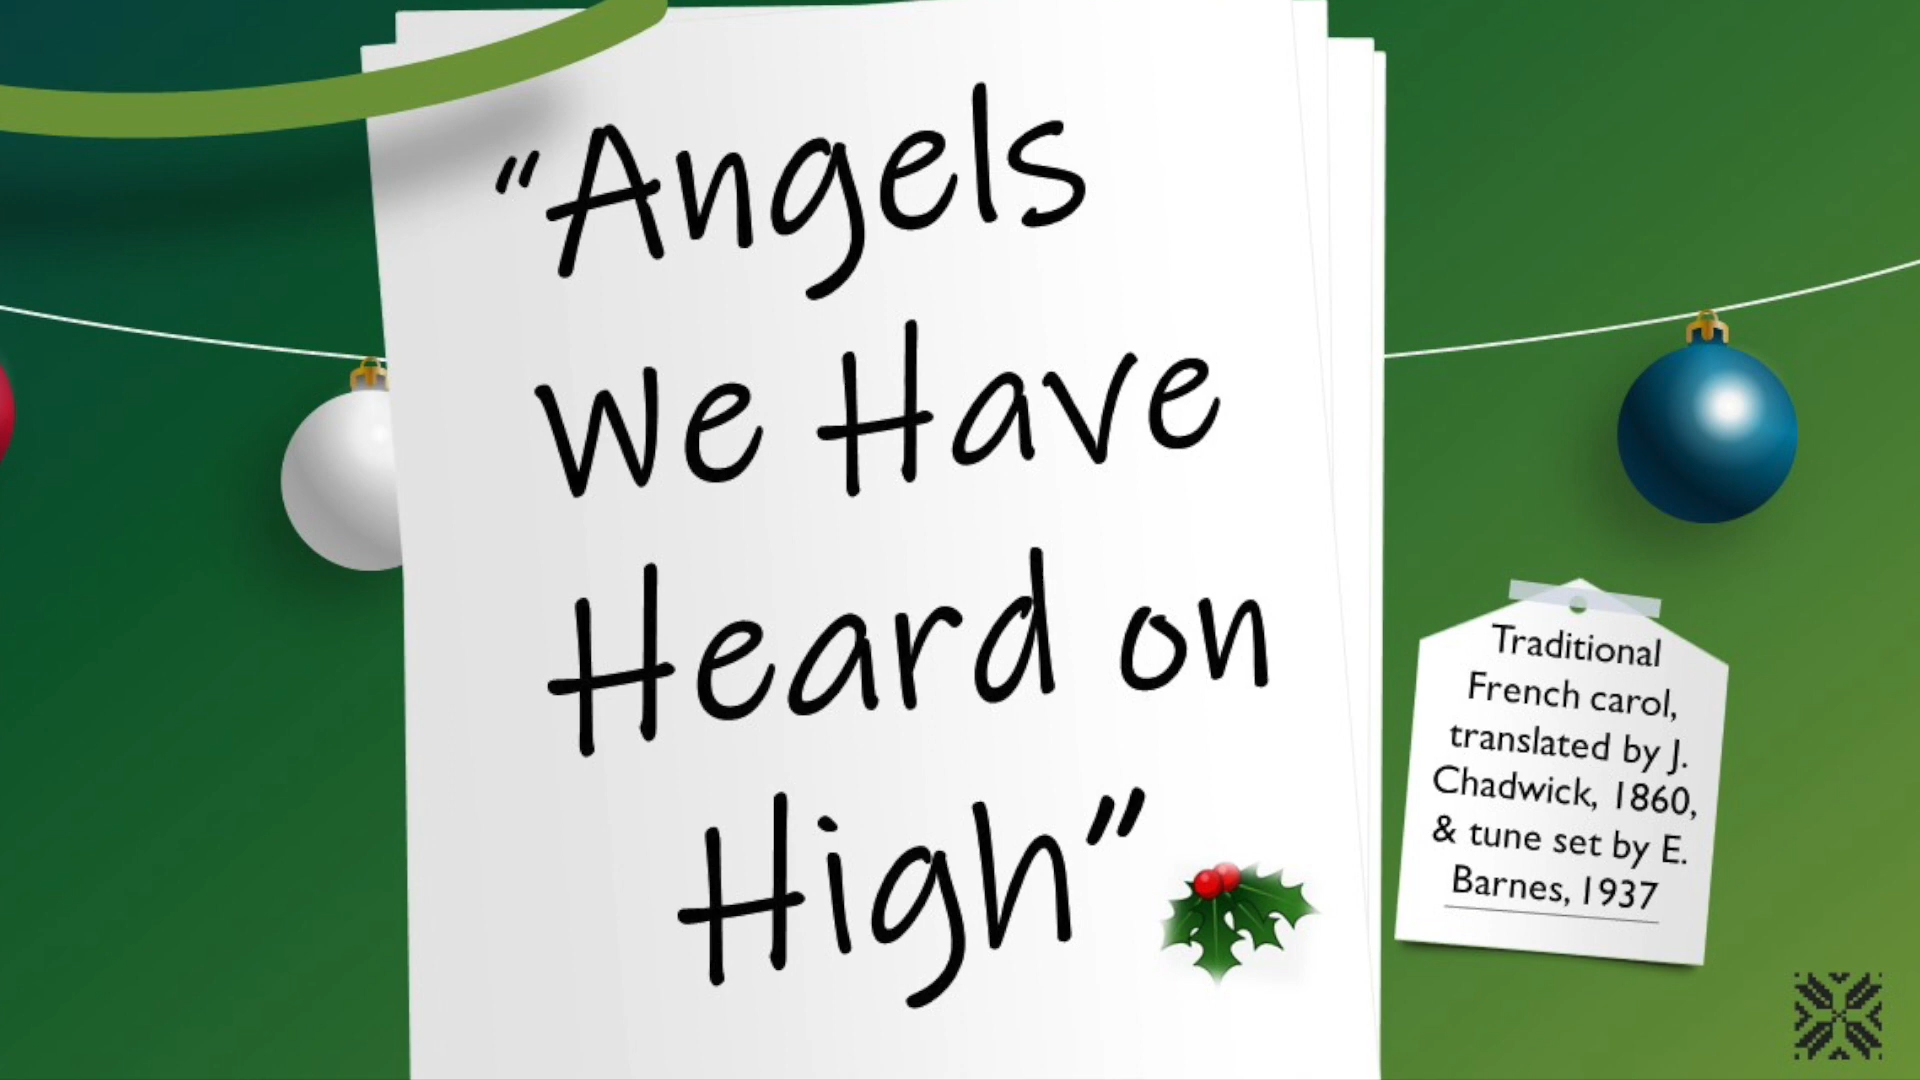 “Angels
We Have
Heard on
High”
Traditional
French carol,
translated by J.
Chadwick, 1860,
& tune set by E.
Barnes, 1937